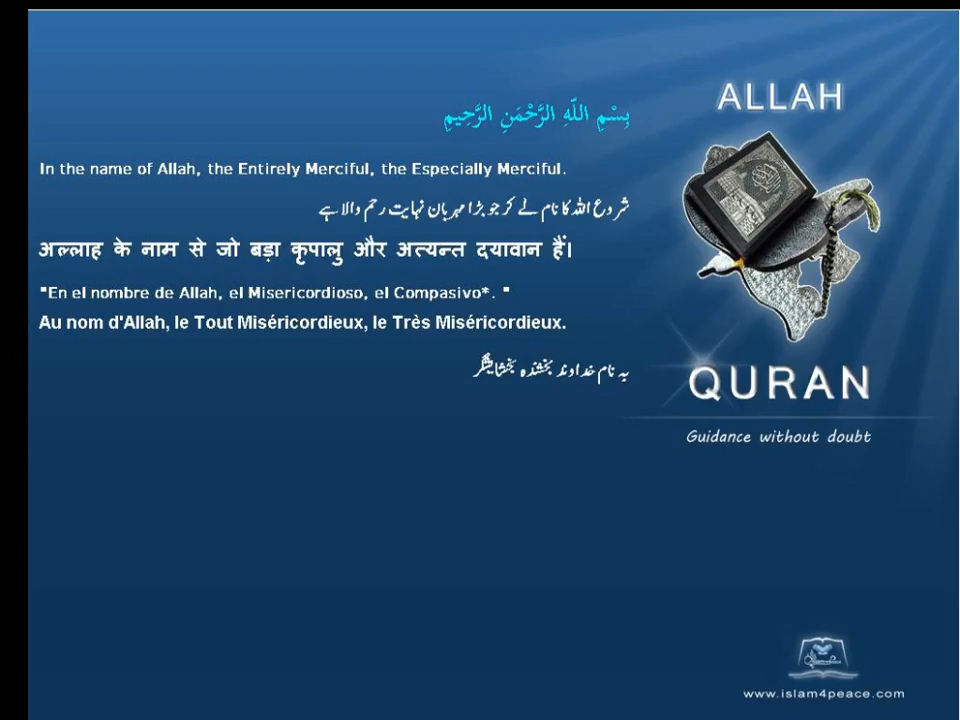 بِسْمِ اللَّهِ الرَّحْمَنِ الرَّحِيمِ
In the name of Allah, the Entirely Merciful, the Especially Merciful.
شروع اللہ کا نام لے کر جو بڑا مہربان نہایت رحم والا ہے
अल्लाह के नाम से जो बड़ा कृपालु और अत्यन्त दयावान हैं।
"En el nombre de Allah, el Misericordioso, el Compasivo*. "
Au nom d'Allah, le Tout Miséricordieux, le Très Miséricordieux.
به نام خداوند بخشنده بخشایشگر
ALLAH
QURAN
Guidance without doubt
www.islam4peace.com